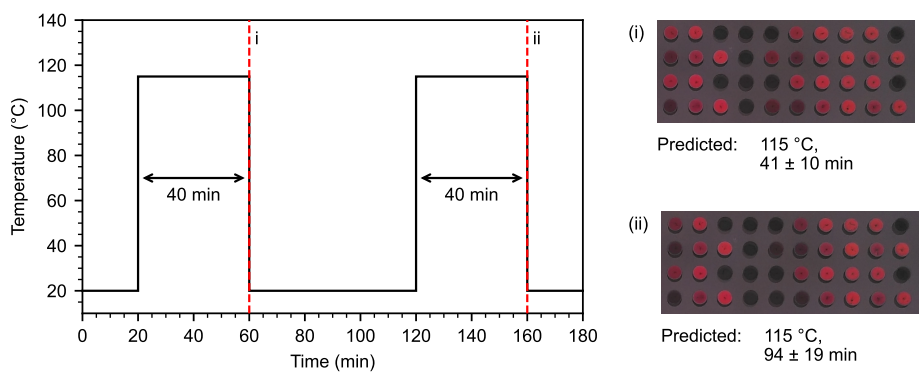 140
120
100
80
60
40
20
Temperature (°C)
i
ii
40 min
40 min
0
20
40
60
80
100
120
140
160
180
Time (min)
(i)
Predicted: 115 °C,
41 ± 10 min
(ii)
Predicted: 115 °C,
94 ± 19 min